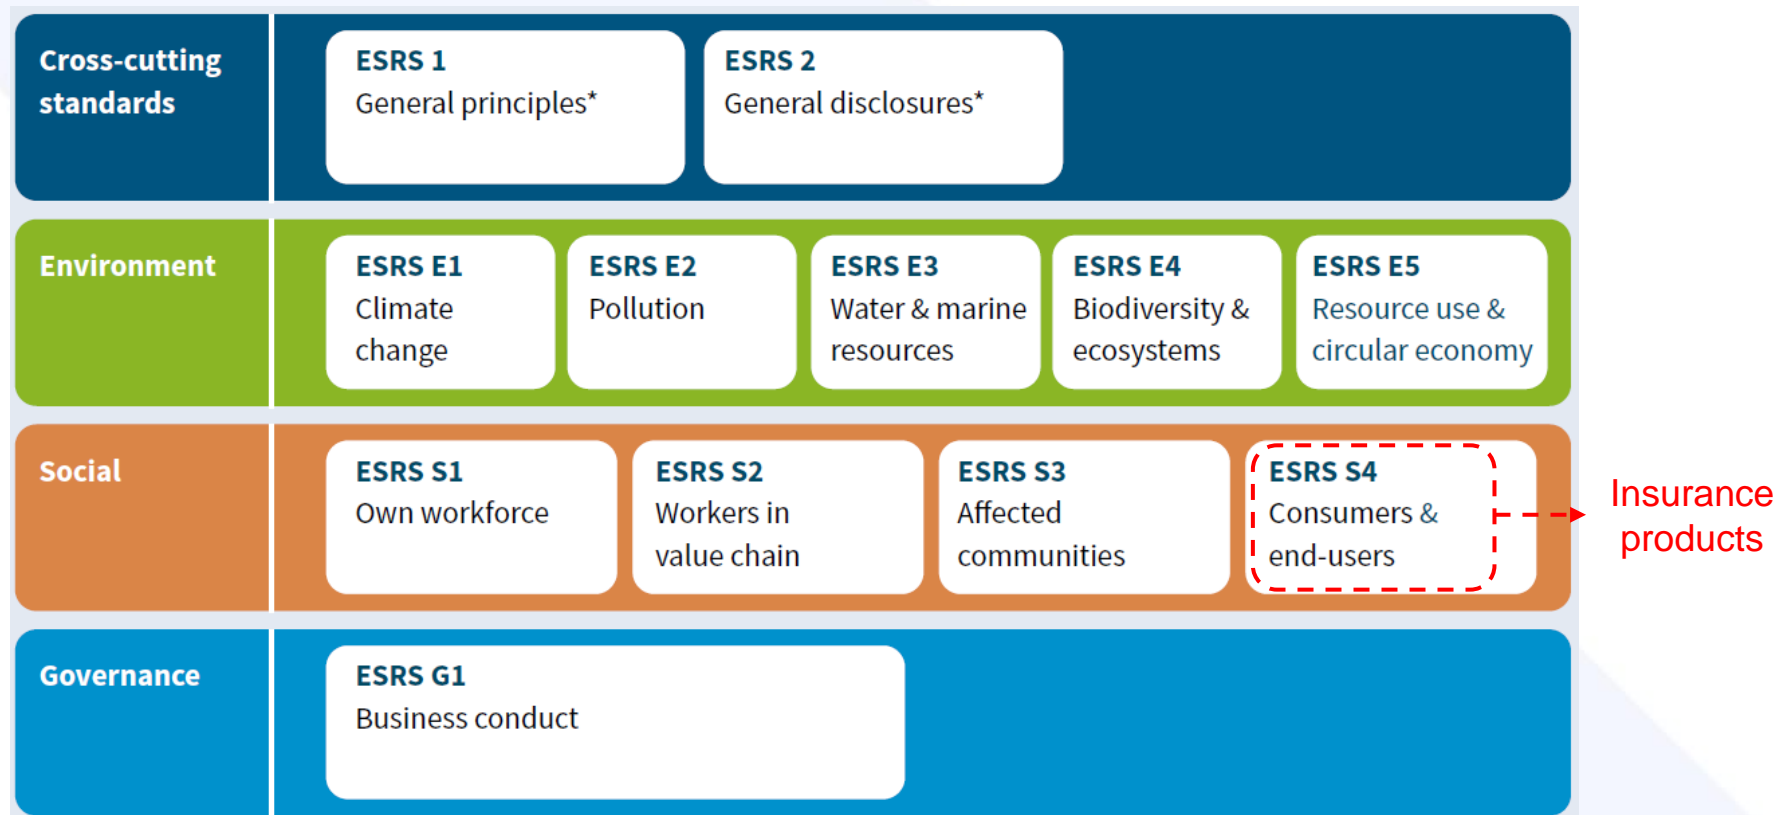 Cross-cutting
standards
ESRS 1
General principles*
ESRS 2
General disclosures*
Environment
ESRS E1
Climate
change
ESRS E2
Pollution
ESRS E3
Water & marine
resources
ESRS E4
Biodiversity &
ecosystems
ESRS E5
Resource use &
circular economy
Social
ESRS S1
Own workforce
ESRS S2
Workers in
value chain
ESRS S3
Affected
communities
ESRS S4
Consumers &
end-users
Insurance
products
Governance
ESRS G1
Business conduct